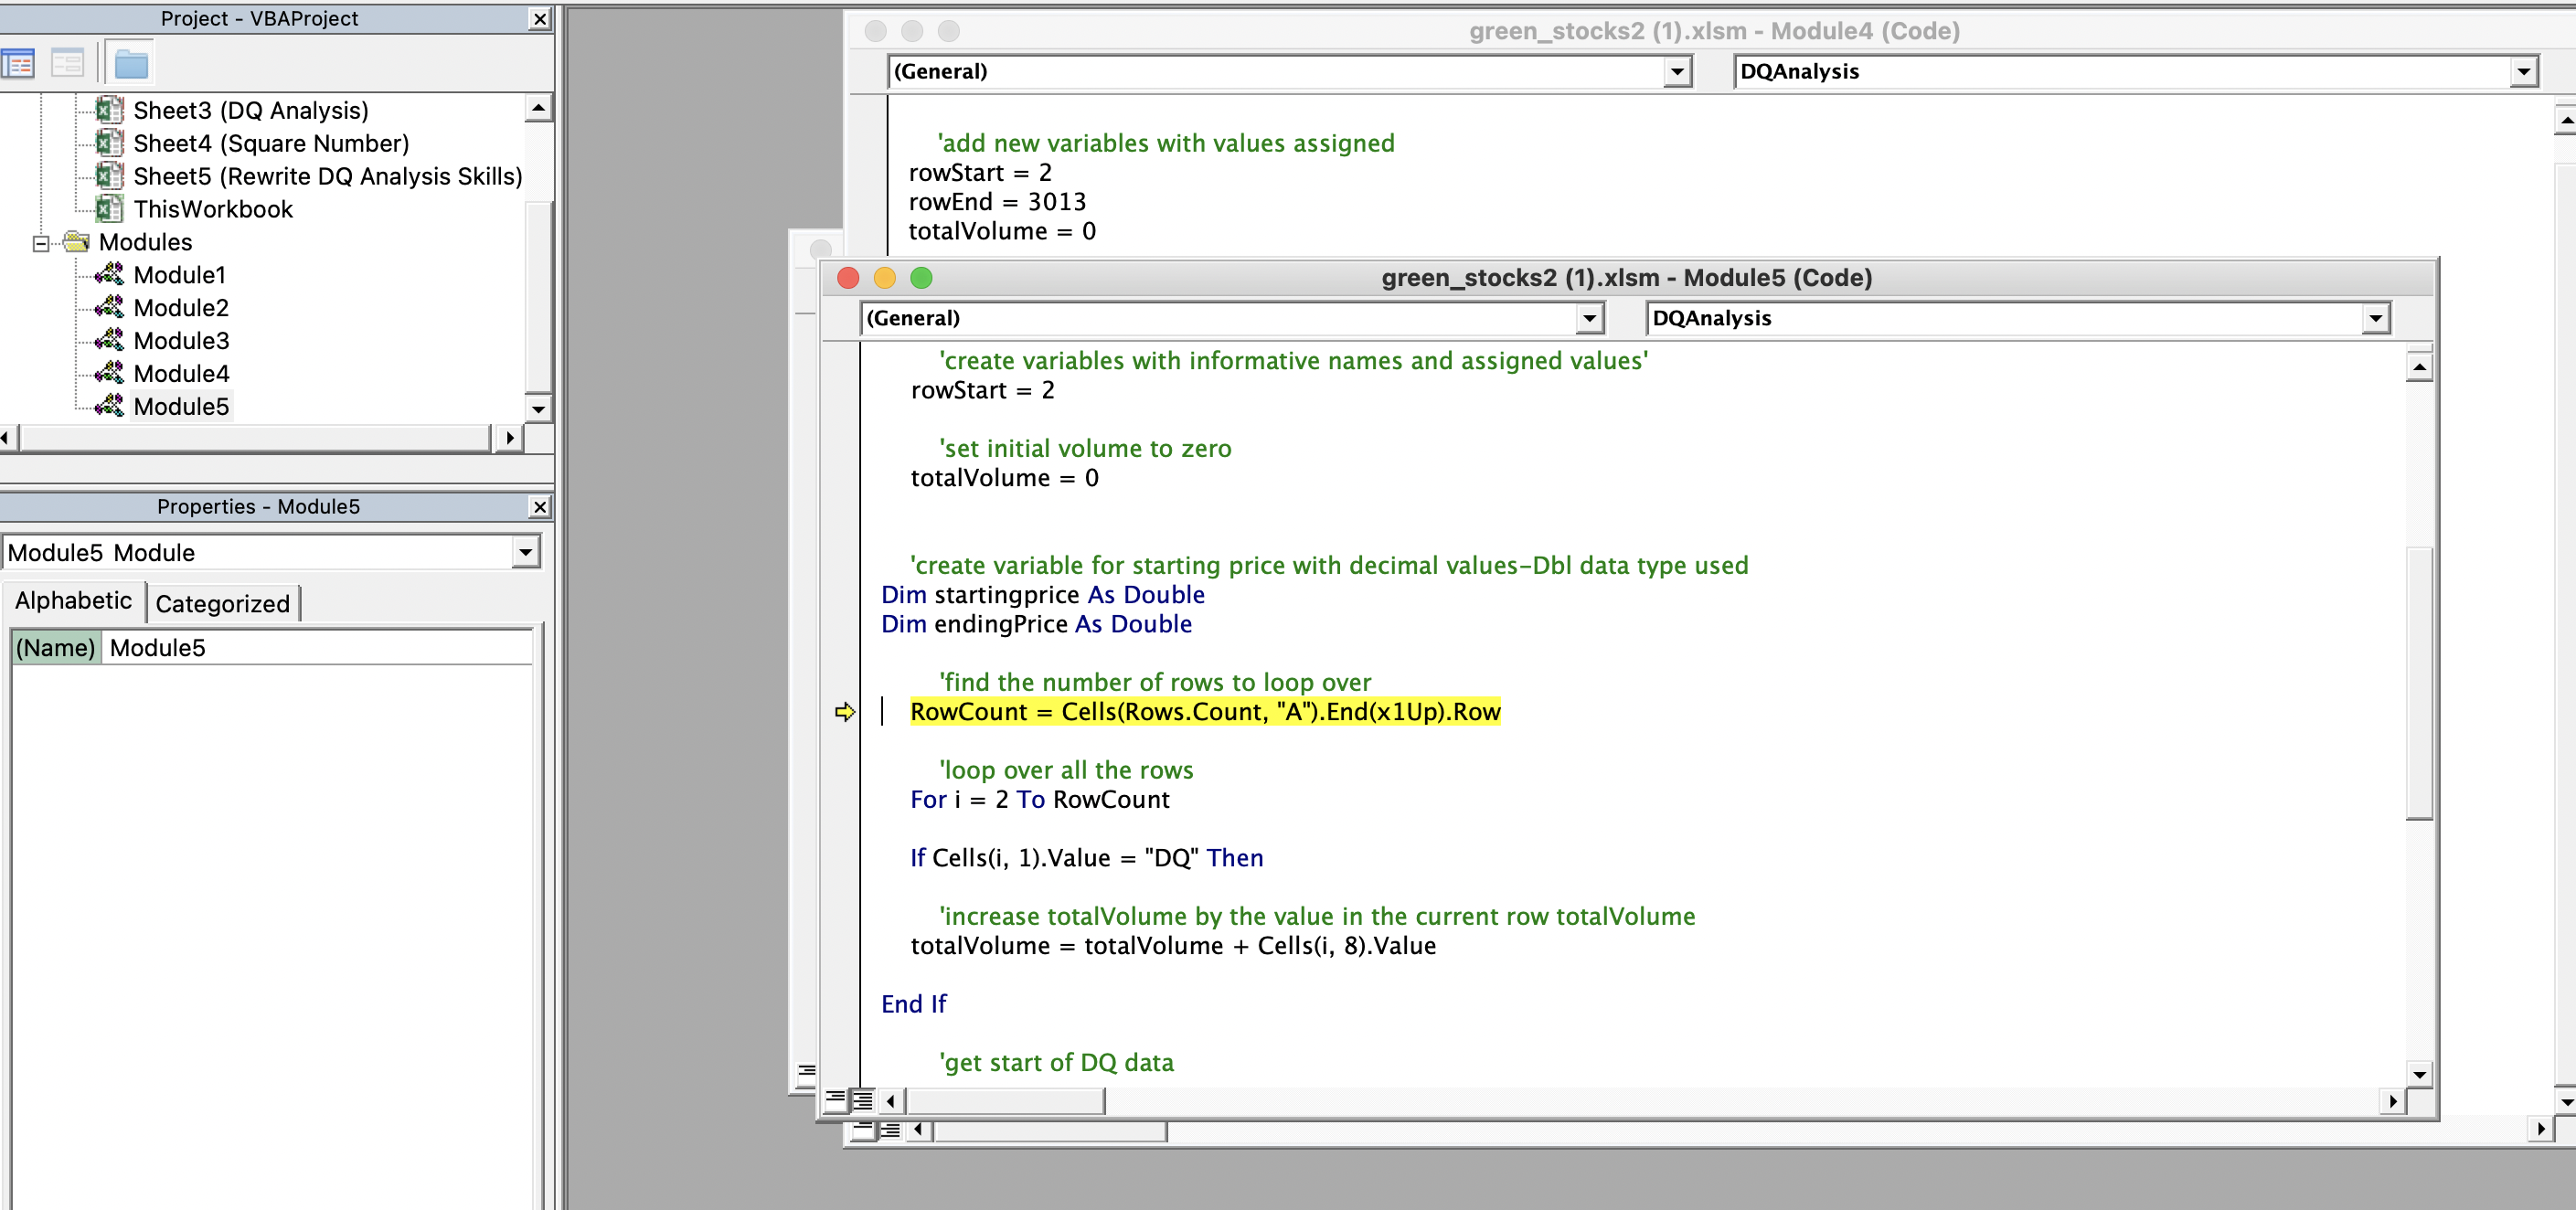 Project - VBAProject
Sheet3 (DQ Analysis)
Sheet4 (Square Number)
Sheet5 (Rewrite DQ Analysis Skills)
ThisWorkbook
Modules
Module1
Module2
Module3
Module4
Module5
Properties - Module5
Module5 Module
Alphabetic
Categorized
(Name) Module5
green_stocks2 (1).xlsm - Module4 (Code)
(General)
DQAnalysis
'add new variables with values assigned
rowStart = 2
rowEnd = 3013
totalVolume = 0
green_stocks2 (1).xlsm - Module5 (Code)
(General)
DQAnalysis
'create variables with informative names and assigned values'
rowStart = 2
'set initial volume to zero
totalVolume = 0
'create variable for starting price with decimal values-Dbl data type used
Dim startingprice As Double
Dim endingPrice As Double
'find the number of rows to loop over
RowCount = Cells(Rows.Count, "A").End(x1Up).Row
'loop over all the rows
For i = 2 To RowCount
If Cells(i, 1).Value = "DQ" Then
'increase totalVolume by the value in the current row totalVolume
totalVolume = totalVolume + Cells(i, 8).Value
End If
'get start of DQ data